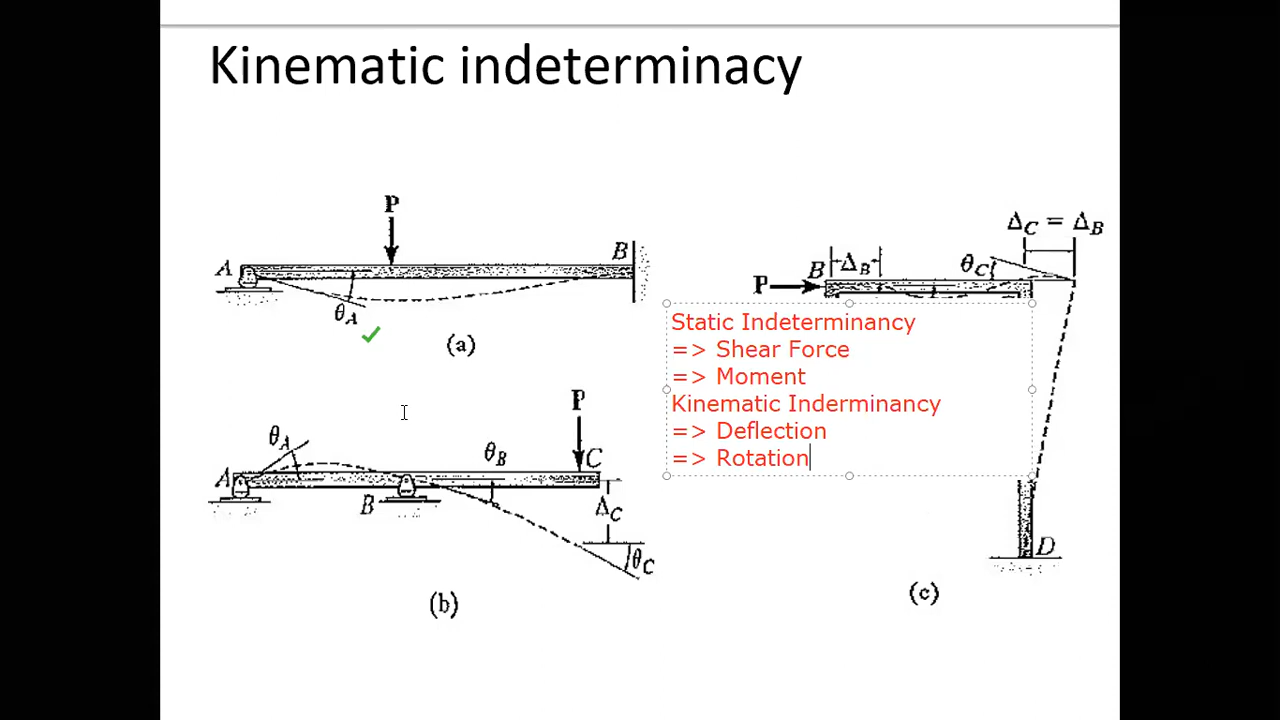 Kinematic indeterminacy
P
A
B
θA
(a)
ΔC = ΔB
B
ΔB
θC
P
Static Indeterminancy
=> Shear Force
=> Moment
Kinematic Inderminancy
=> Deflection
=> Rotation
P
θA
θB
C
A
B
ΔC
θC
(b)
D
(c)